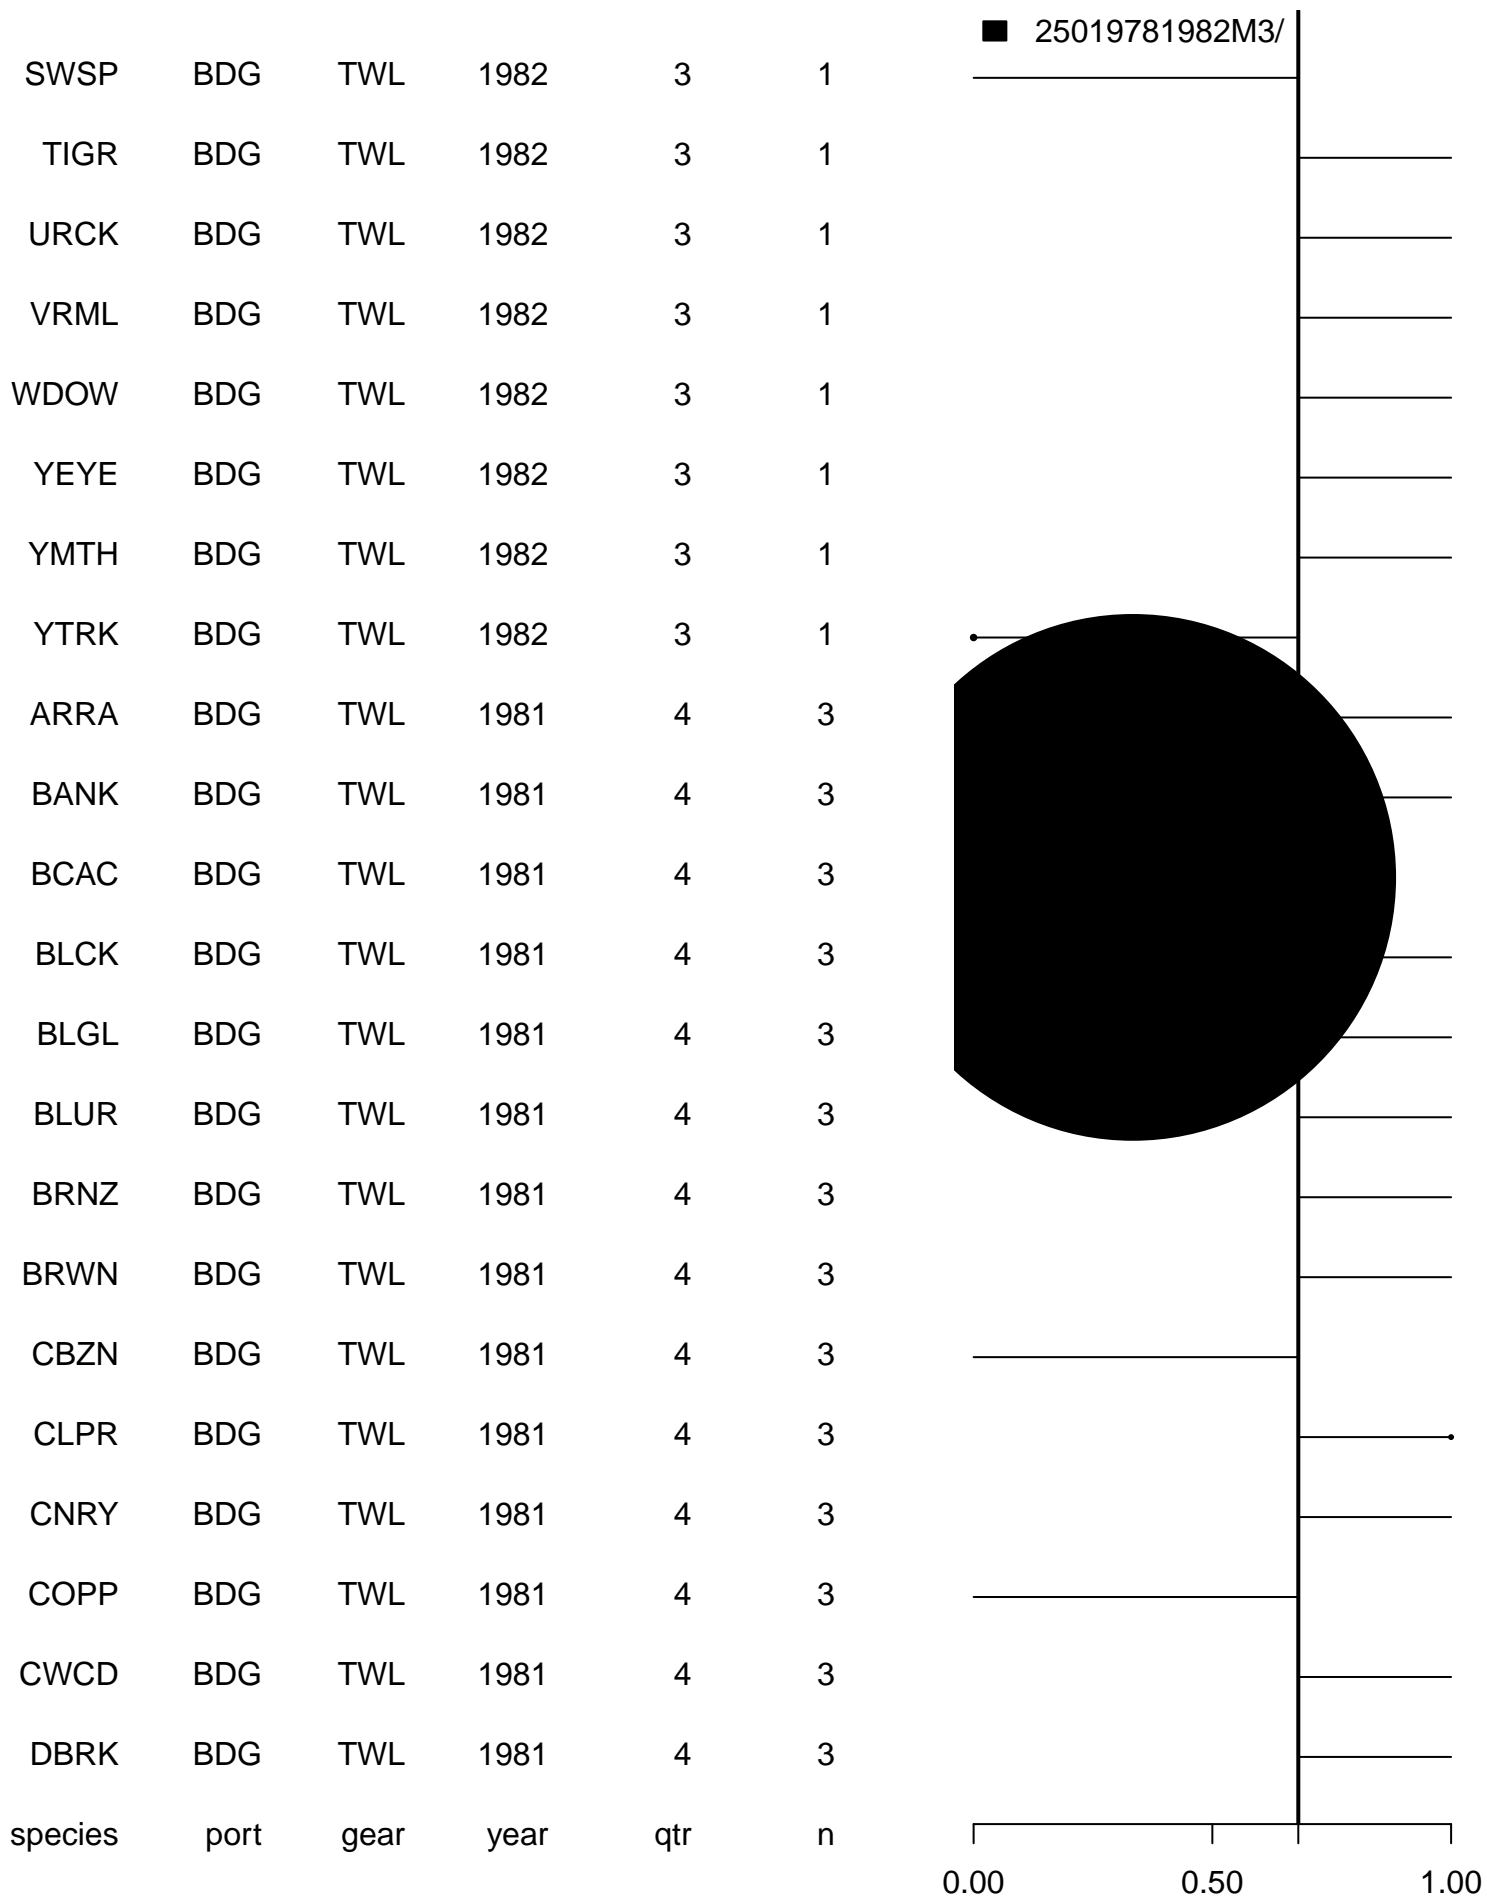 25019781982M3/
SWSP BDG TWL 1982 3 1
TIGR BDG TWL 1982 3 1
URCK BDG TWL 1982 3 1
VRML BDG TWL 1982 3 1
WDOW BDG TWL 1982 3 1
YEYE BDG TWL 1982 3 1
YMTH BDG TWL 1982 3 1
YTRK BDG TWL 1982 3 1
ARRA BDG TWL 1981 4 3
BANK BDG TWL 1981 4 3
BCAC BDG TWL 1981 4 3
BLCK BDG TWL 1981 4 3
BLGL BDG TWL 1981 4 3
BLUR BDG TWL 1981 4 3
BRNZ BDG TWL 1981 4 3
BRWN BDG TWL 1981 4 3
CBZN BDG TWL 1981 4 3
CLPR BDG TWL 1981 4 3
CNRY BDG TWL 1981 4 3
COPP BDG TWL 1981 4 3
CWCD BDG TWL 1981 4 3
DBRK BDG TWL 1981 4 3
species port gear year qtr n
0.00 0.50 1.00